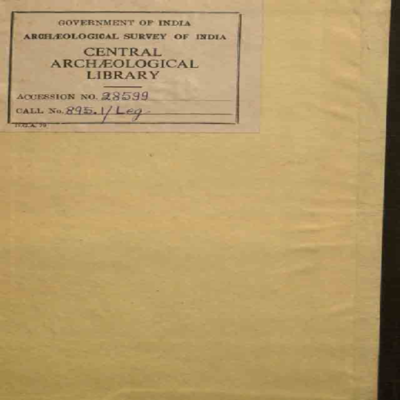 GOVERNMENT OF INDIA
ARCHÆOLOGICAL SURVEY OF INDIA
CENTRAL
ARCHÆOLOGICAL
LIBRARY
ACCESSION NO. 28599
CALL No. 895.1/Leg